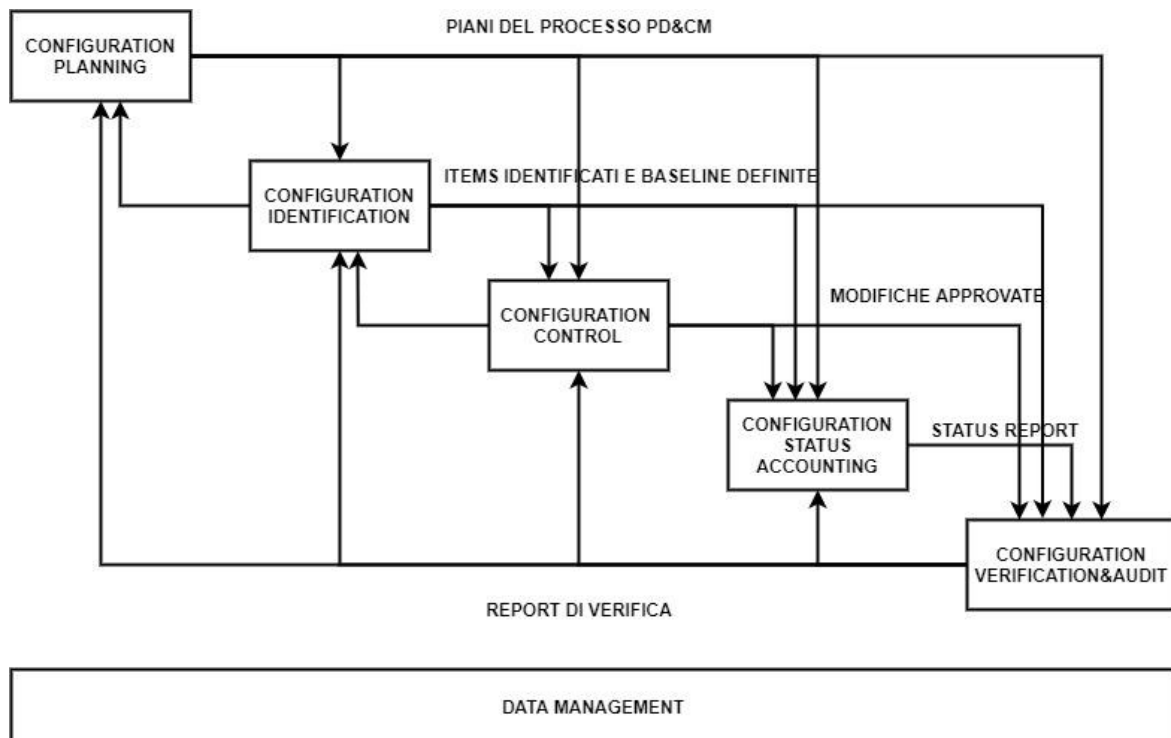 PIANI DEL PROCESSO PD&CM
CONFIGURATION
PLANNING
ITEMS IDENTIFICATI E BASELINE DEFINITE
CONFIGURATION
IDENTIFICATION
MODIFICHE APPROVATE
CONFIGURATION
CONTROL
STATUS REPORT
CONFIGURATION
STATUS
ACCOUNTING
CONFIGURATION
VERIFICATION&AUDIT
REPORT DI VERIFICA
DATA MANAGEMENT